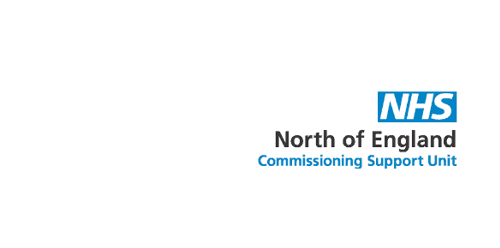 NHS
North of England
Commissioning Support Unit